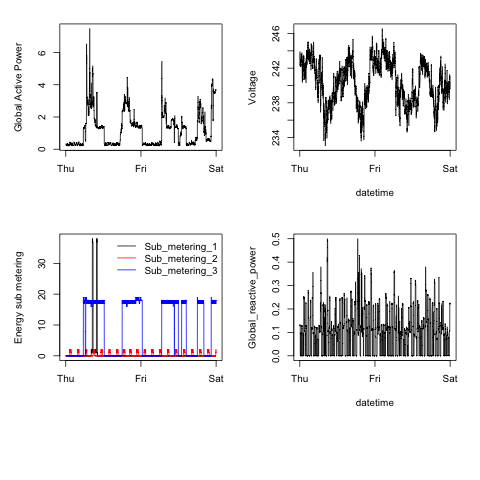 Global Active Power
0 2 4 6
Thu Fri Sat
Voltage
234 238 242 246
Thu Fri Sat
datetime
Energy sub metering
0 10 20 30
Sub_metering_1
Sub_metering_2
Sub_metering_3
Thu Fri Sat
Global_reactive_power
0.0 0.1 0.2 0.3 0.4 0.5
Thu Fri Sat
datetime